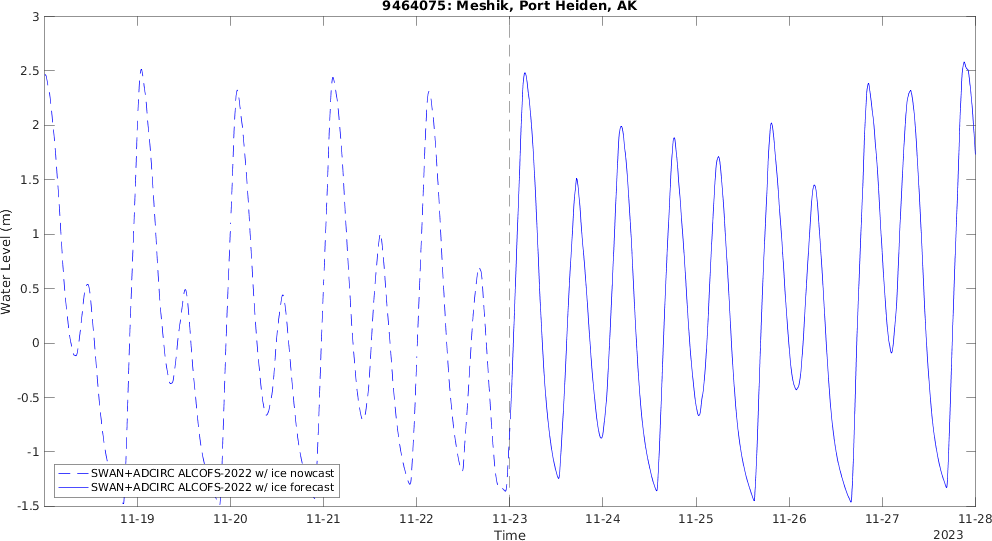 9464075: Meshik, Port Heiden, AK
Water Level (m)
3
2.5
2
1.5
1
0.5
0
-0.5
-1
-1.5
SWAN+ADCIRC ALCOFS-2022 w/ ice nowcast
SWAN+ADCIRC ALCOFS-2022 w/ ice forecast
11-19 11-20 11-21 11-22 11-23 11-24 11-25 11-26 11-27 11-28
Time
2023